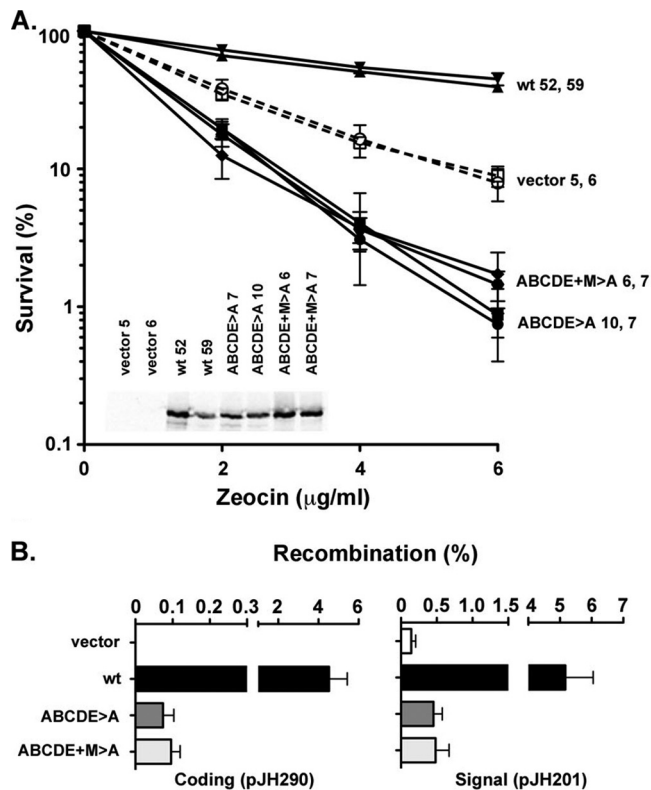 A.
Survival (%)
100
10
1
0.1
0
2
4
6
Zeocin (μg/ml)
wt 52, 59
vector 5, 6
ABCDE+M>A 6, 7
ABCDE>A 10, 7
vector 5
vector 6
wt 52
wt 59
ABCDE>A 7
ABCDE>A 10
ABCDE+M>A 6
ABCDE+M>A 7
B.
Recombination (%)
0 0.1 0.2 0.3 2 4 6
0 0.5 1.0 1.5 4 5 6 7
vector
wt
ABCDE>A
ABCDE+M>A
Coding (pJH290)
Signal (pJH201)